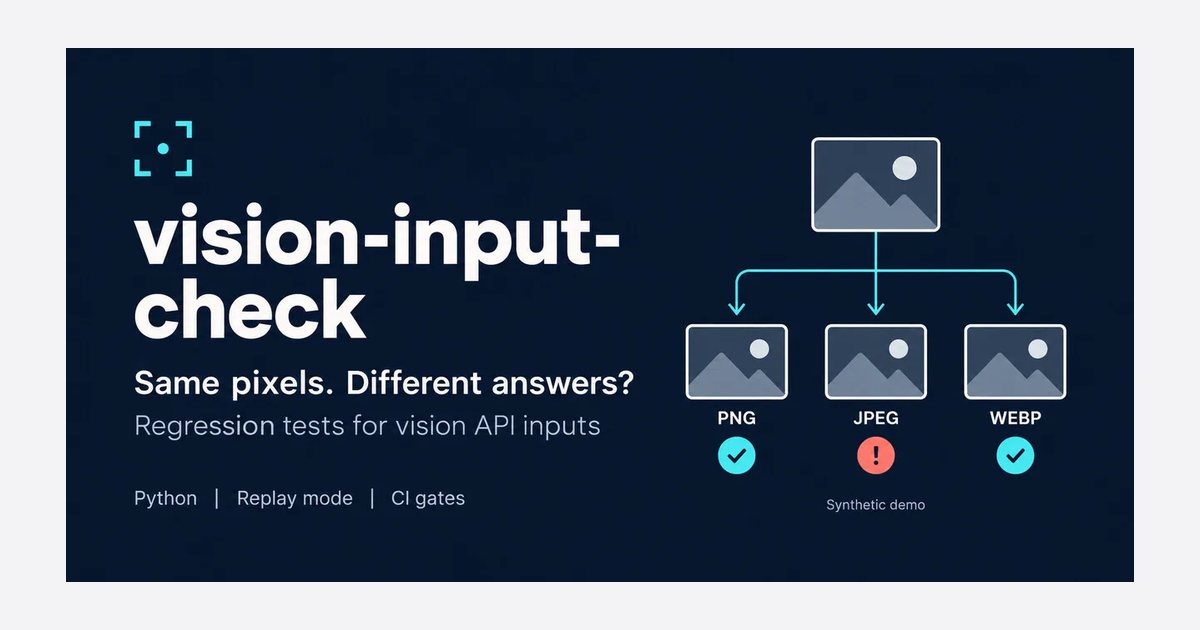 vision-input-
check
Same pixels. Different answers?
Regression tests for vision API inputs
Python | Replay mode | CI gates
PNG
JPEG
WEBP
Synthetic demo